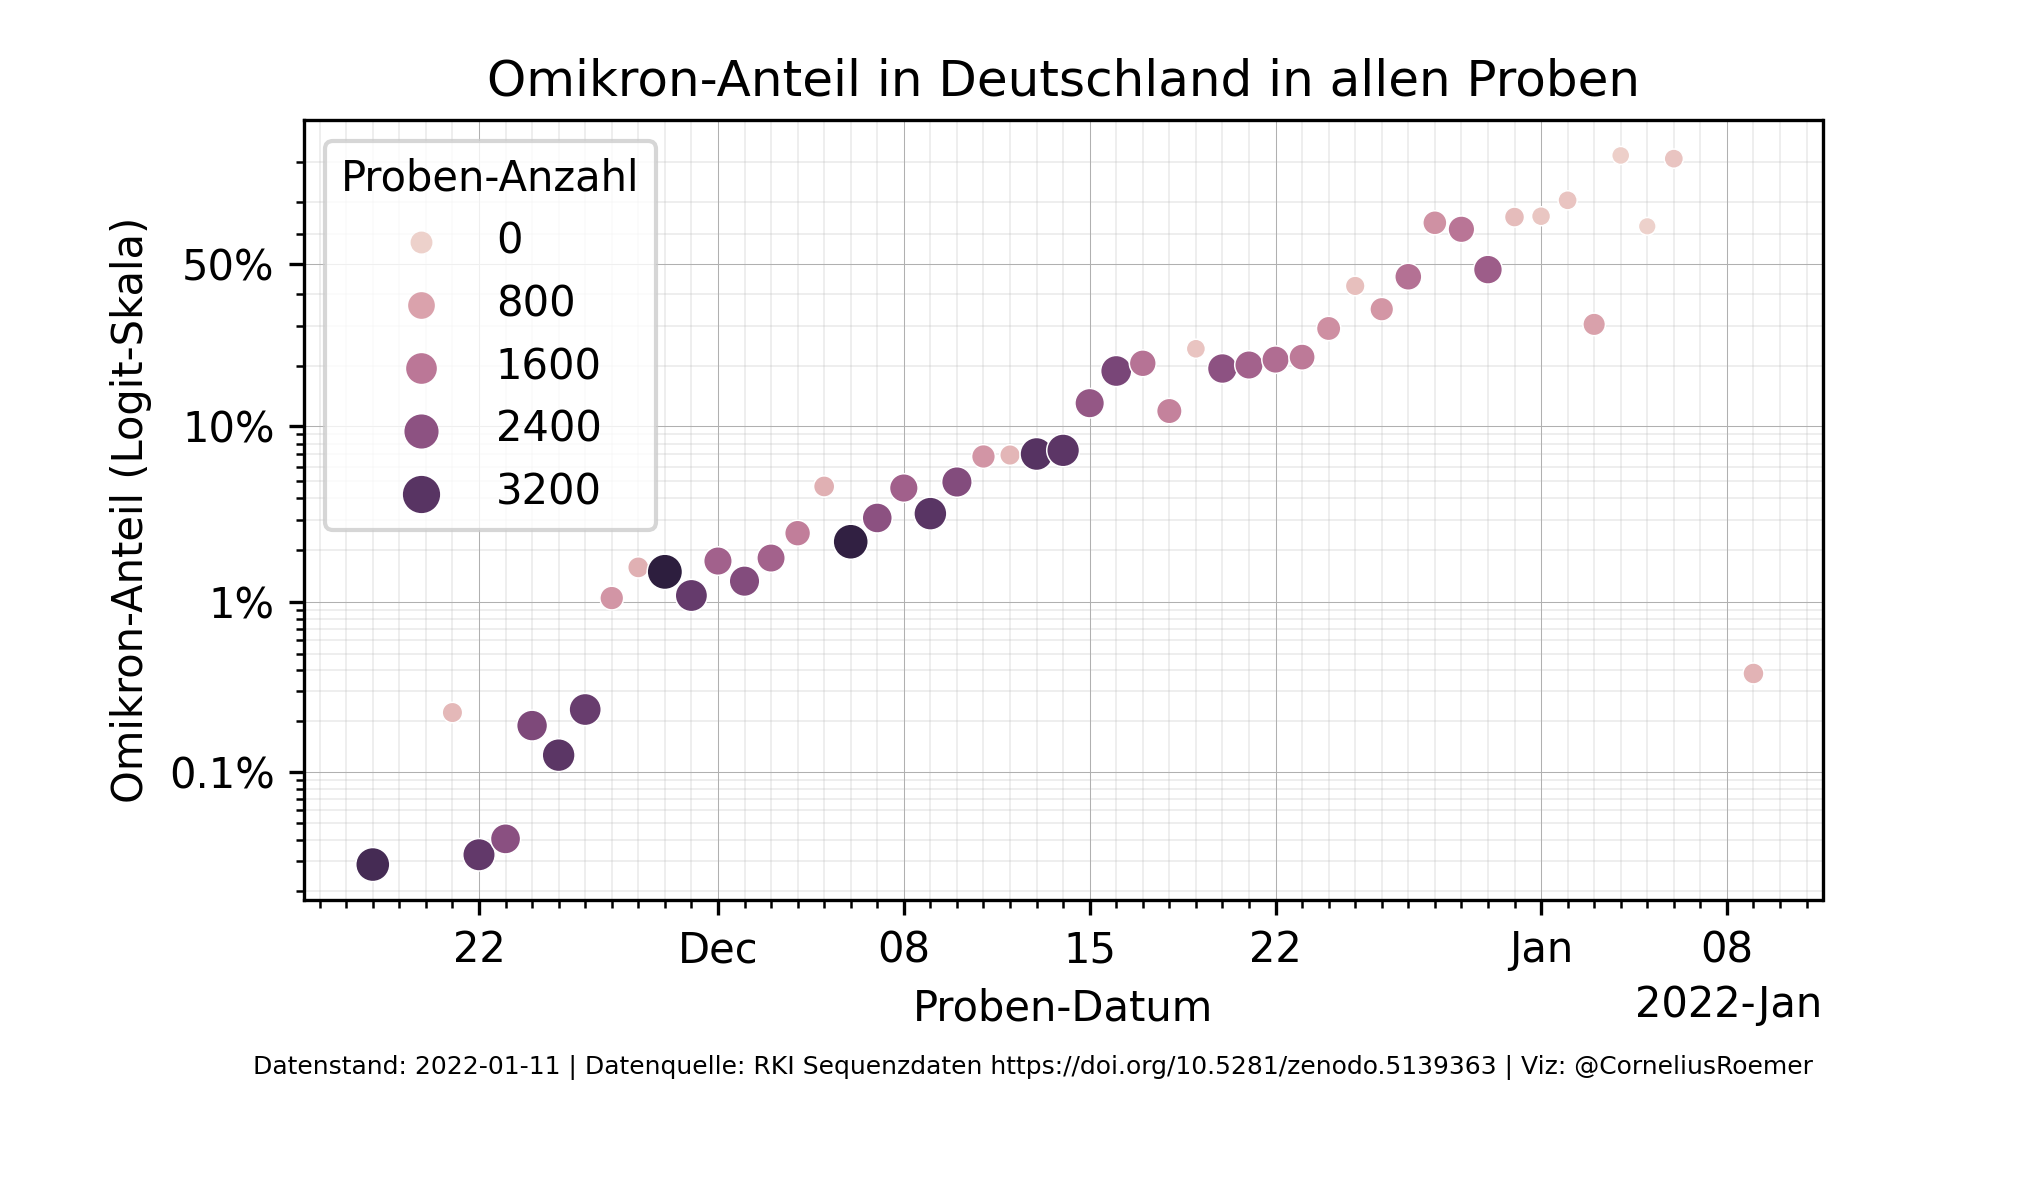 Omikron-Anteil in Deutschland in allen Proben
Omikron-Anteil (Logit-Skala)
50%
10%
1%
0.1%
Proben-Anzahl
0
800
1600
2400
3200
22 Dec 08 15 22 Jan 08
Proben-Datum
2022-Jan
Datenstand: 2022-01-11 | Datenquelle: RKI Sequenzdaten https://doi.org/10.5281/zenodo.5139363 | Viz: @CorneliusRoemer